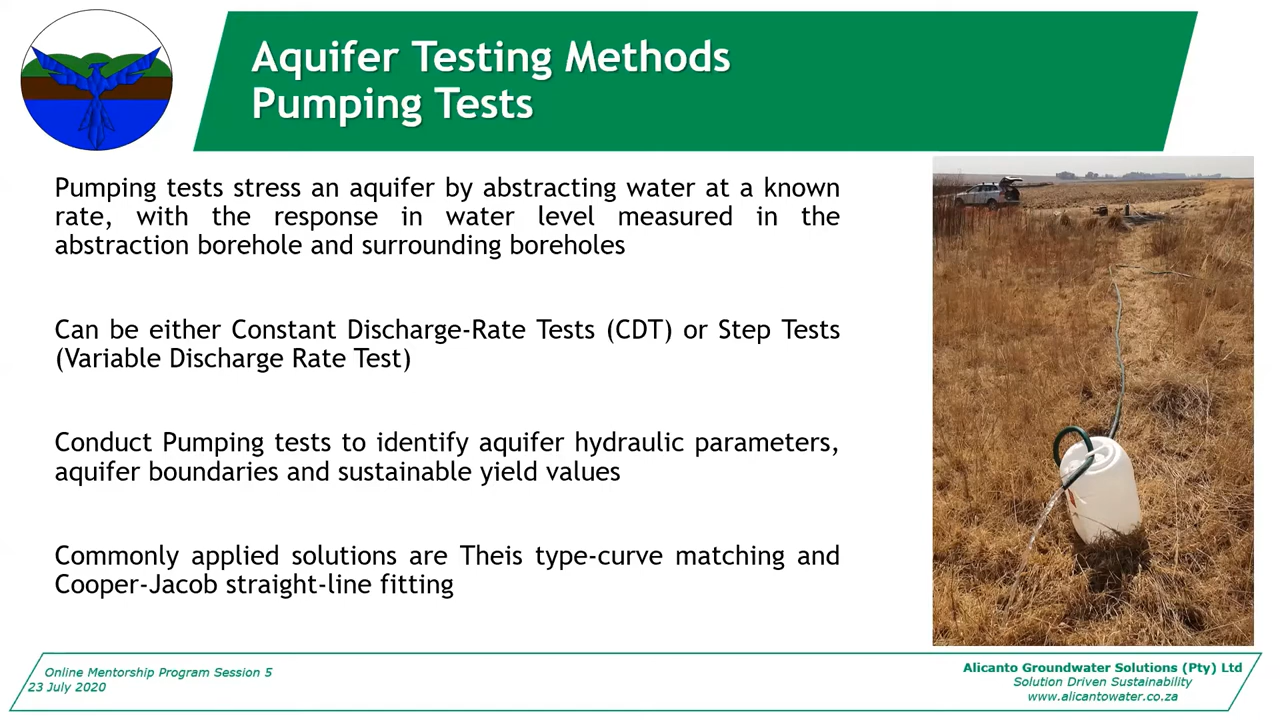 Aquifer Testing Methods
Pumping Tests
Pumping tests stress an aquifer by abstracting water at a known
rate, with the response in water level measured in the
abstraction borehole and surrounding boreholes
Can be either Constant Discharge-Rate Tests (CDT) or Step Tests
(Variable Discharge Rate Test)
Conduct Pumping tests to identify aquifer hydraulic parameters,
aquifer boundaries and sustainable yield values
Commonly applied solutions are Theis type-curve matching and
Cooper-Jacob straight-line fitting
Online Mentorship Program Session 5
23 July 2020
Alicanto Groundwater Solutions (Pty) Ltd
Solution Driven Sustainability
www.alicantowater.co.za